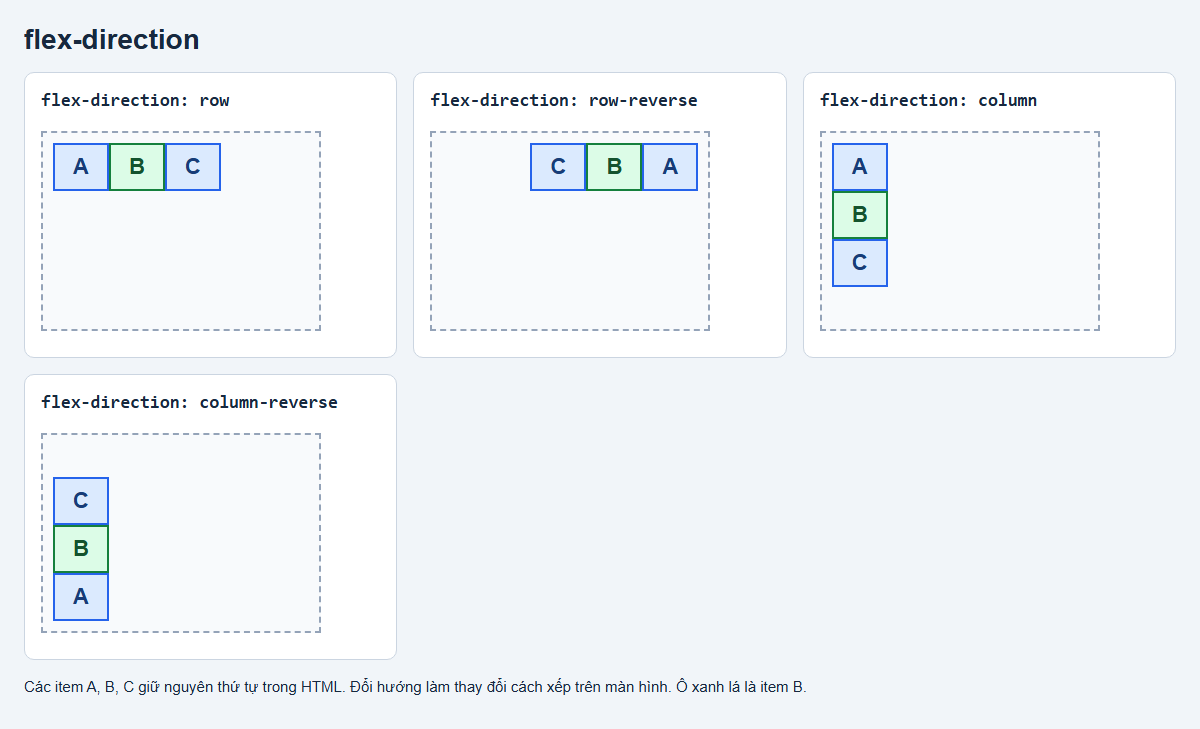 flex-direction
flex-direction: row
A B C
flex-direction: row-reverse
C B A
flex-direction: column
A
B
C
flex-direction: column-reverse
C
B
A
Các item A, B, C giữ nguyên thứ tự trong HTML. Đổi hướng làm thay đổi cách xếp trên màn hình. Ô xanh lá là item B.